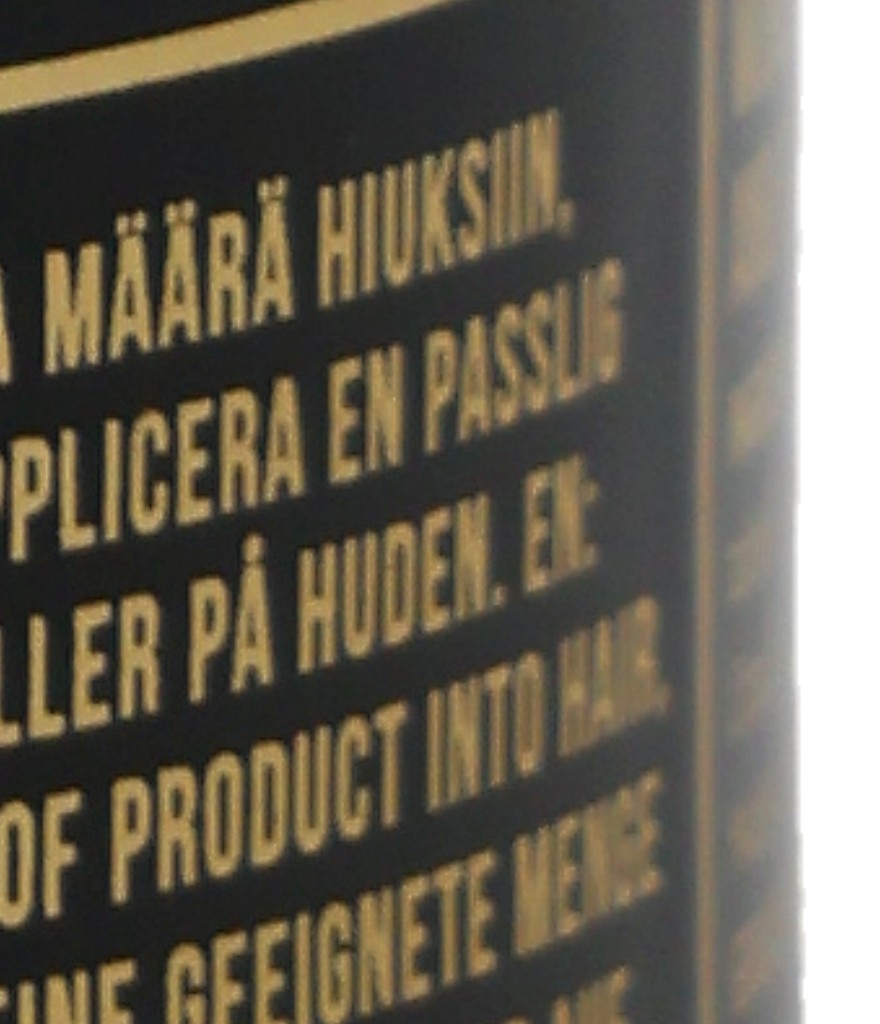 MÄÄRÄ HIUKSIIN,
PPLICERA EN PASSLIG
LLER PÅ HUDEN. EN:
OF PRODUCT INTO HAIR,
EINE GEEIGNETE MENGE